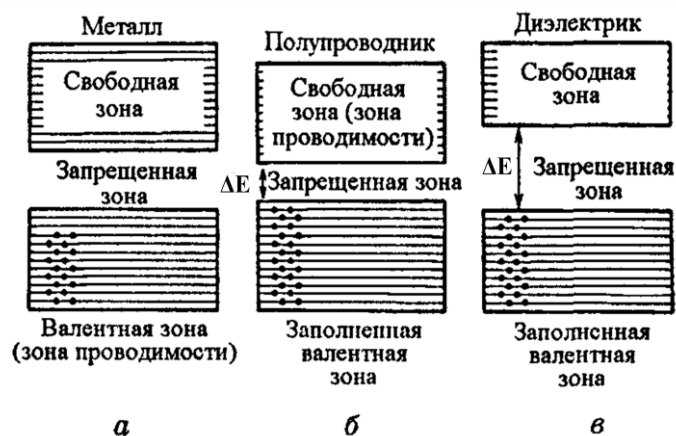 Металл
Свободная
зона
Запрещенная
зона
Валентная зона
(зона проводимости)
а
Полупроводник
Свободная
зона (зона
проводимости)
ΔE
Запрещенная зона
Заполненная
валентная
зона
б
Диэлектрик
Свободная
зона
ΔE
Запрещенная
зона
Заполненная
валентная
зона
в